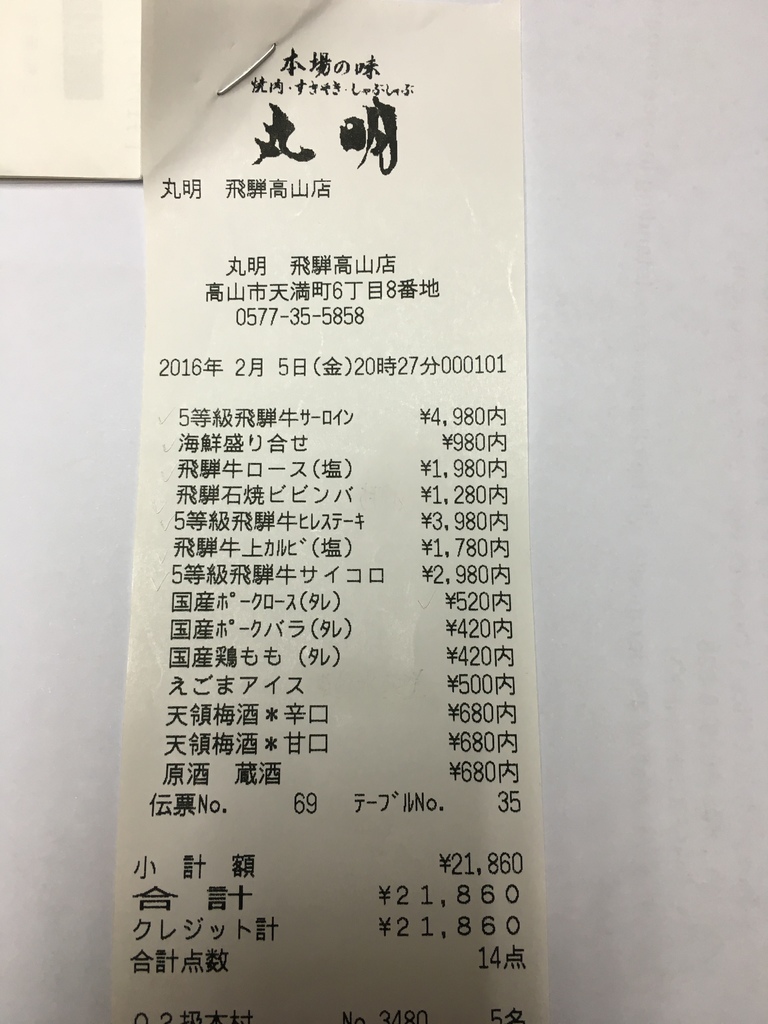 本場の味
焼肉・すきやき・しゃぶしゃぶ
丸明
丸明 飛騨高山店
丸明 飛騨高山店
高山市天満町6丁目8番地
0577-35-5858
2016年 2月 5日(金)20時27分000101
5等級飛騨牛ｻｰﾛｲﾝ ¥4,980内
海鮮盛り合せ ¥980内
飛騨牛ロース(塩) ¥1,980内
飛騨石焼ビビンバ ¥1,280内
5等級飛騨牛ﾋﾚｽﾃｰｷ ¥3,980内
飛騨牛上ｶﾙﾋﾞ(塩) ¥1,780内
5等級飛騨牛サイコロ ¥2,980内
国産ﾎﾟｰｸﾛｰｽ(ﾀﾚ) ¥520内
国産ﾎﾟｰｸバラ(ﾀﾚ) ¥420内
国産鶏もも (ﾀﾚ) ¥420内
えごまアイス ¥500内
天領梅酒＊辛口 ¥680内
天領梅酒＊甘口 ¥680内
原酒 蔵酒 ¥680内
伝票No. 69 ﾃｰﾌﾞﾙNo. 35
小計額 ¥21,860
合計 ¥21,860
クレジット計 ¥21,860
合計点数 14点
No.3480 5名